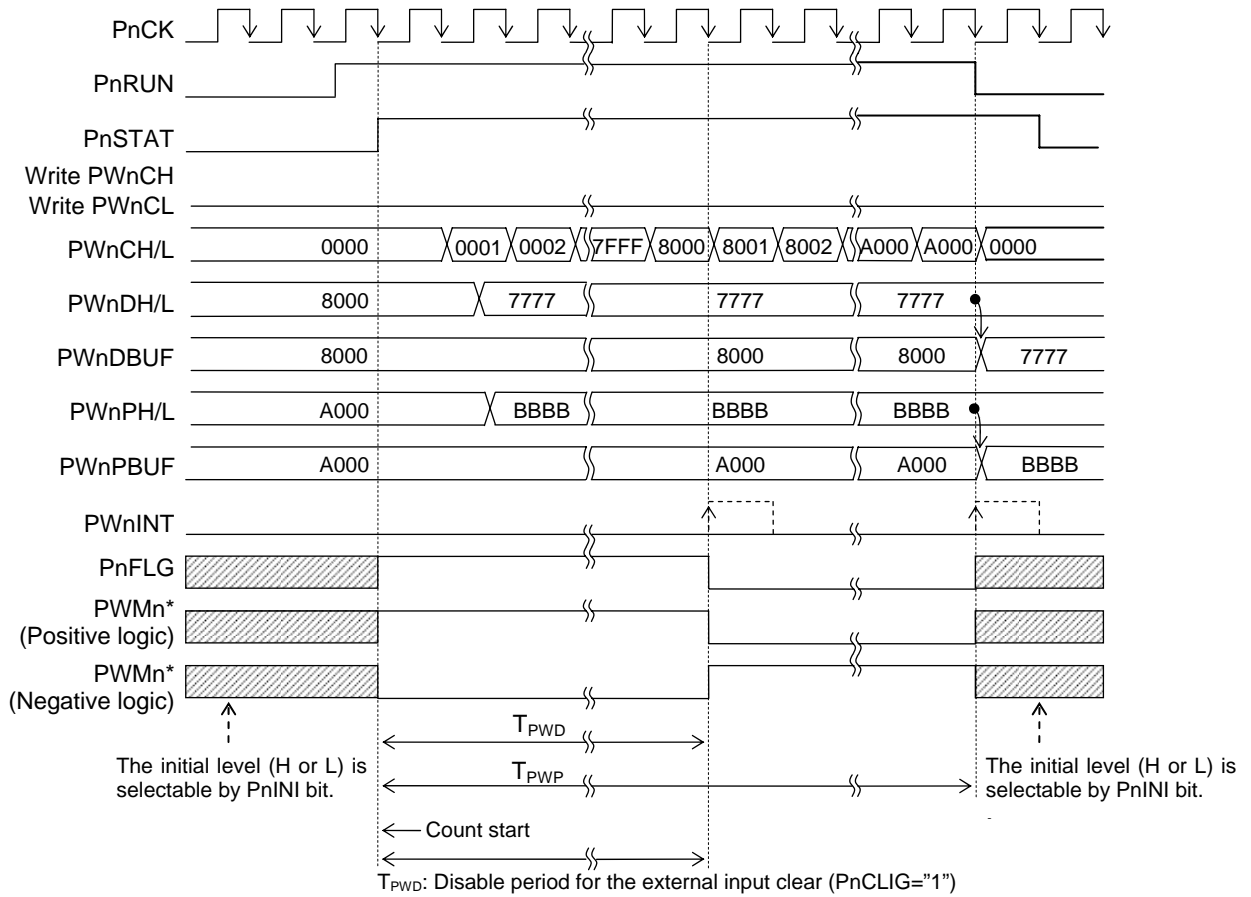 PnCK
PnRUN
PnSTAT
Write PWnCH
Write PWnCL
PWnCH/L 0000 0001 0002 7FFF 8000 8001 8002 A000 A000 0000
PWnDH/L 8000 7777 7777 7777
PWnDBUF 8000 8000 8000 7777
PWnPH/L A000 BBBB BBBB BBBB
PWnPBUF A000 A000 A000 BBBB
PWnINT
PnFLG
PWMn*
(Positive logic)
PWMn*
(Negative logic)
TPWD
The initial level (H or L) is
selectable by PnINI bit.
TPWP
The initial level (H or L) is
selectable by PnINI bit.
Count start
TPWD: Disable period for the external input clear (PnCLIG=”1”)